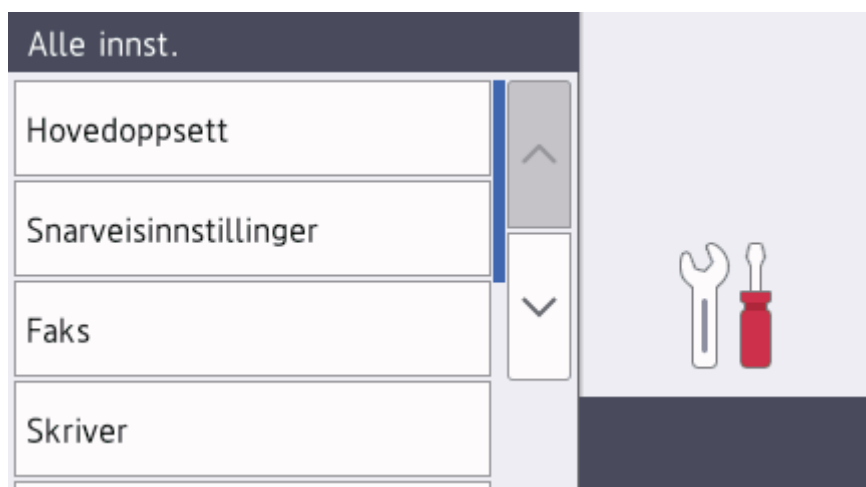 Alle innst.
Hovedoppsett
Snarveisinnstillinger
Faks
Skriver